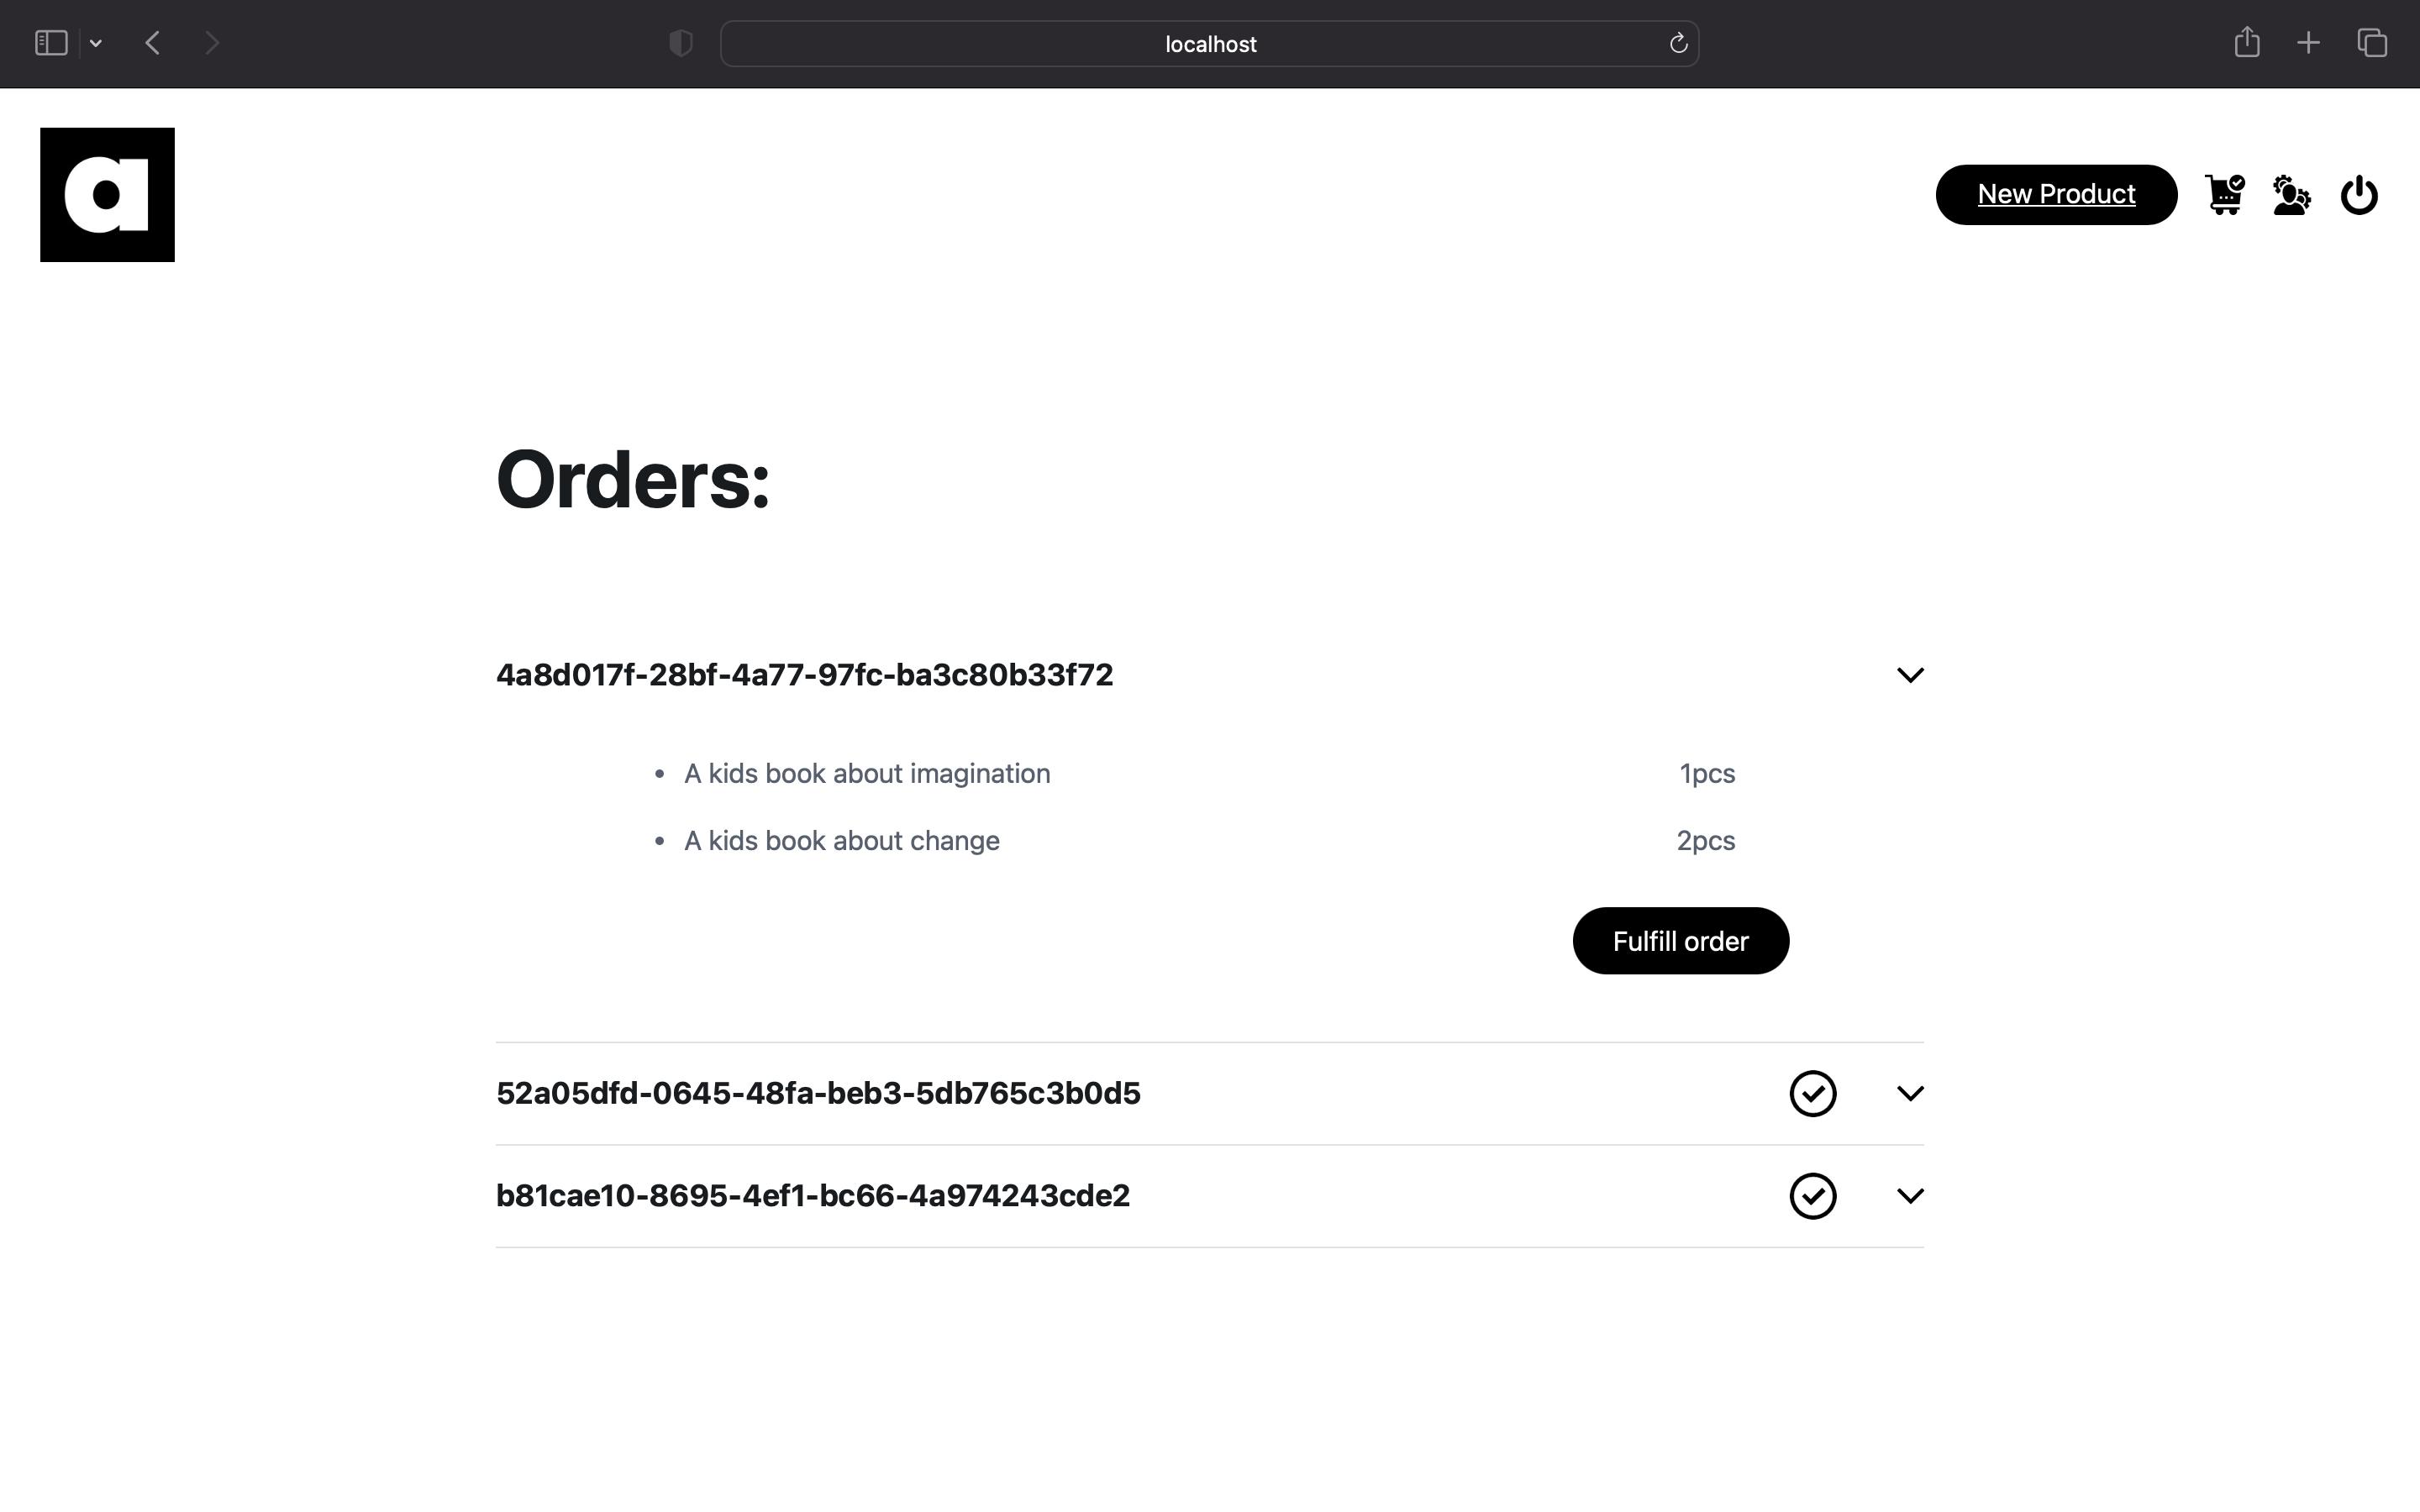 localhost
a
New Product
Orders:
4a8d017f-28bf-4a77-97fc-ba3c80b33f72
• A kids book about imagination 1pcs
• A kids book about change 2pcs
Fulfill order
52a05dfd-0645-48fa-beb3-5db765c3b0d5
b81cae10-8695-4ef1-bc66-4a974243cde2